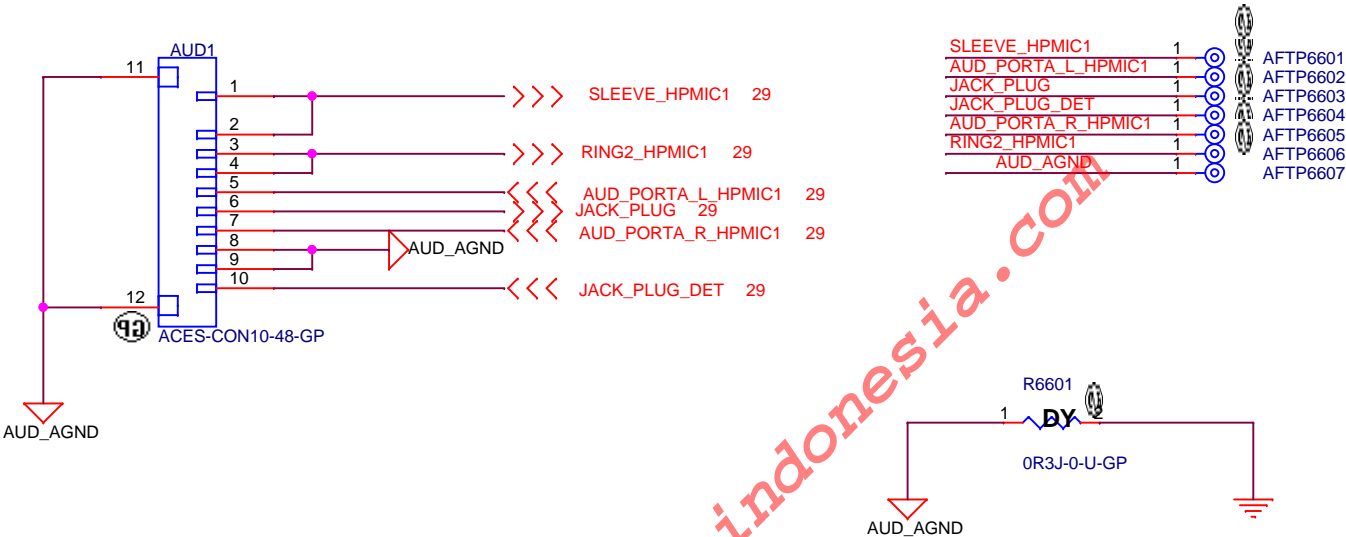 AUD1
11
1
SLEEVE_HPMIC1 29
2
3
RING2_HPMIC1 29
4
5
AUD_PORTA_L_HPMIC1 29
6
JACK_PLUG 29
7
AUD_PORTA_R_HPMIC1 29
8
AUD_AGND
9
10
JACK_PLUG_DET 29
12
GP
ACES-CON10-48-GP
AUD_AGND
SLEEVE_HPMIC1 1 AFTP6601
AUD_PORTA_L_HPMIC1 1 AFTP6602
JACK_PLUG 1 AFTP6603
JACK_PLUG_DET 1 AFTP6604
AUD_PORTA_R_HPMIC1 1 AFTP6605
RING2_HPMIC1 1 AFTP6606
AUD_AGND 1 AFTP6607
indonesia.com
R6601
1 DY 2
0R3J-0-U-GP
AUD_AGND